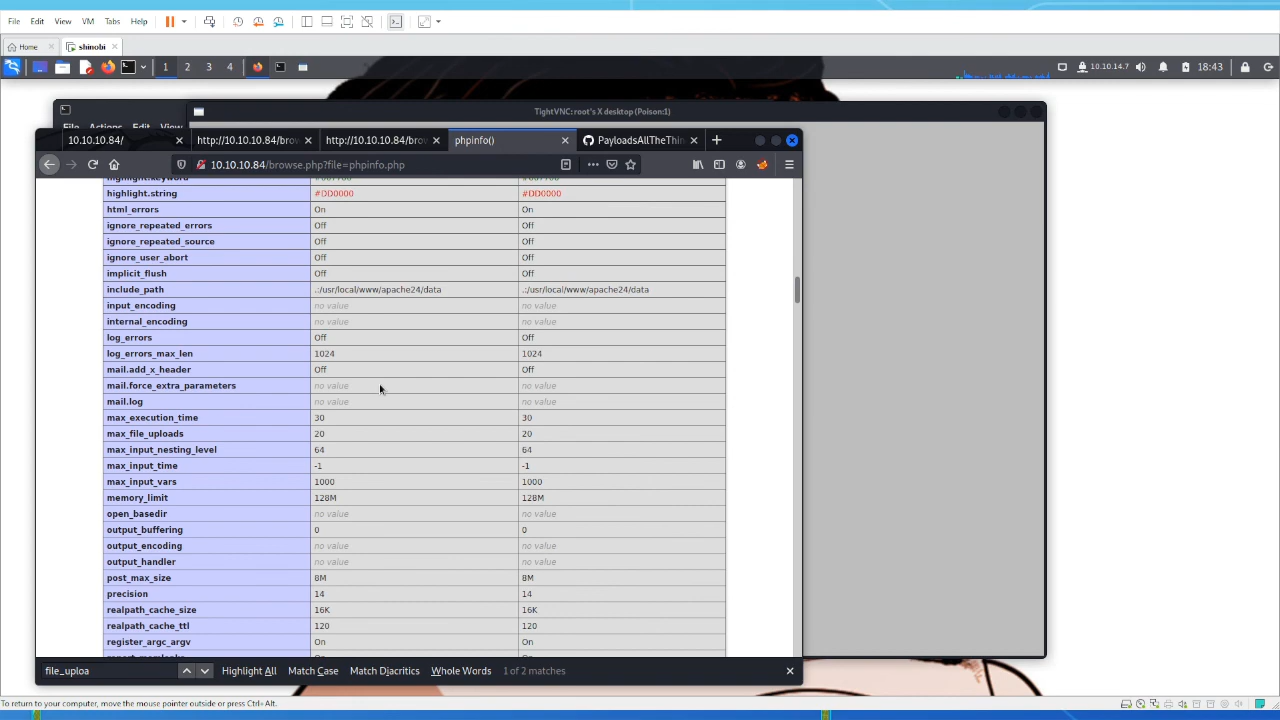 File Edit View VM Tabs Help
Home shinobi
1 2 3 4 10.10.14.7 18:43
TightVNC: root's X desktop (Poison:1)
File Actions Edit View
10.10.10.84/ http://10.10.10.84/brow http://10.10.10.84/brow phpinfo() PayloadsAllTheThin
10.10.10.84/browse.php?file=phpinfo.php
highlight.keyword #007700 #007700
highlight.string #DD0000 #DD0000
html_errors On On
ignore_repeated_errors Off Off
ignore_repeated_source Off Off
ignore_user_abort Off Off
implicit_flush Off Off
include_path .:/usr/local/www/apache24/data .:/usr/local/www/apache24/data
input_encoding no value no value
internal_encoding no value no value
log_errors Off Off
log_errors_max_len 1024 1024
mail.add_x_header Off Off
mail.force_extra_parameters no value no value
mail.log no value no value
max_execution_time 30 30
max_file_uploads 20 20
max_input_nesting_level 64 64
max_input_time -1 -1
max_input_vars 1000 1000
memory_limit 128M 128M
open_basedir no value no value
output_buffering 0 0
output_encoding no value no value
output_handler no value no value
post_max_size 8M 8M
precision 14 14
realpath_cache_size 16K 16K
realpath_cache_ttl 120 120
register_argc_argv On On
file_uploa Highlight All Match Case Match Diacritics Whole Words 1 of 2 matches
To return to your computer, move the mouse pointer outside or press Ctrl+Alt.